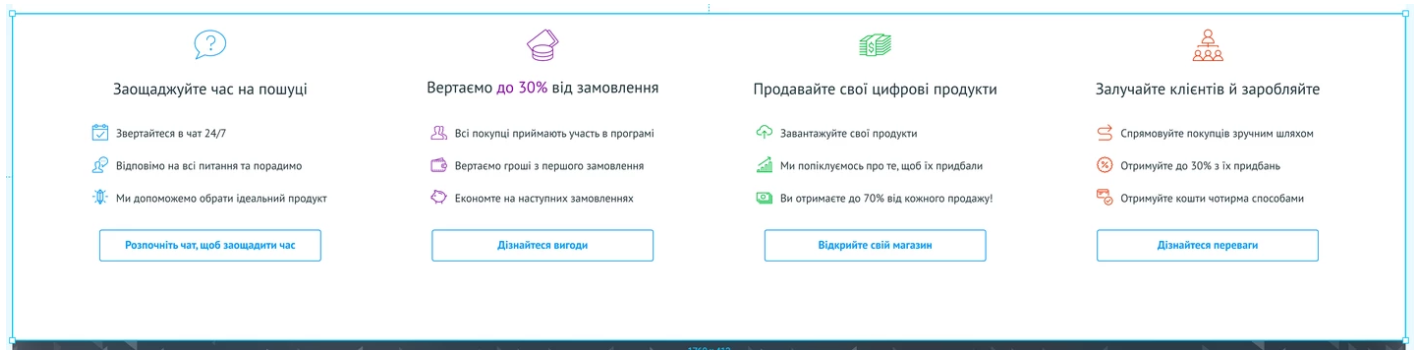 Заощаджуйте час на пошуці
Звертайтеся в чат 24/7
Відповімо на всі питання та порадимо
Ми допоможемо обрати ідеальний продукт
Розпочніть чат, щоб заощадити час
Вертаємо до 30% від замовлення
Всі покупці приймають участь в програмі
Вертаємо гроші з першого замовлення
Економте на наступних замовленнях
Дізнайтеся вигоди
Продавайте свої цифрові продукти
Завантажуйте свої продукти
Ми попіклуємось про те, щоб їх придбали
Ви отримаєте до 70% від кожного продажу!
Відкрийте свій магазин
Залучайте клієнтів й заробляйте
Спрямовуйте покупців зручним шляхом
Отримуйте до 30% з їх придбань
Отримуйте кошти чотирма способами
Дізнайтеся переваги